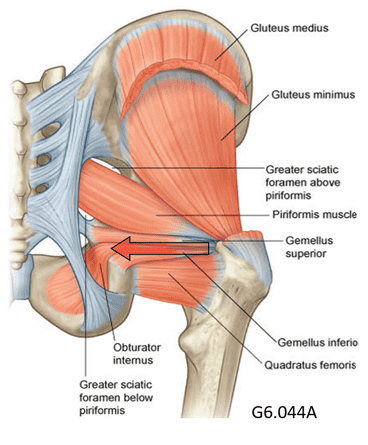 Gluteus medius
Gluteus minimus
Greater sciatic
foramen above
piriformis
Piriformis muscle
Gemellus
superior
Gemellus inferio
Quadratus femoris
Obturator
internus
Greater sciatic
foramen below
piriformis
G6.044A